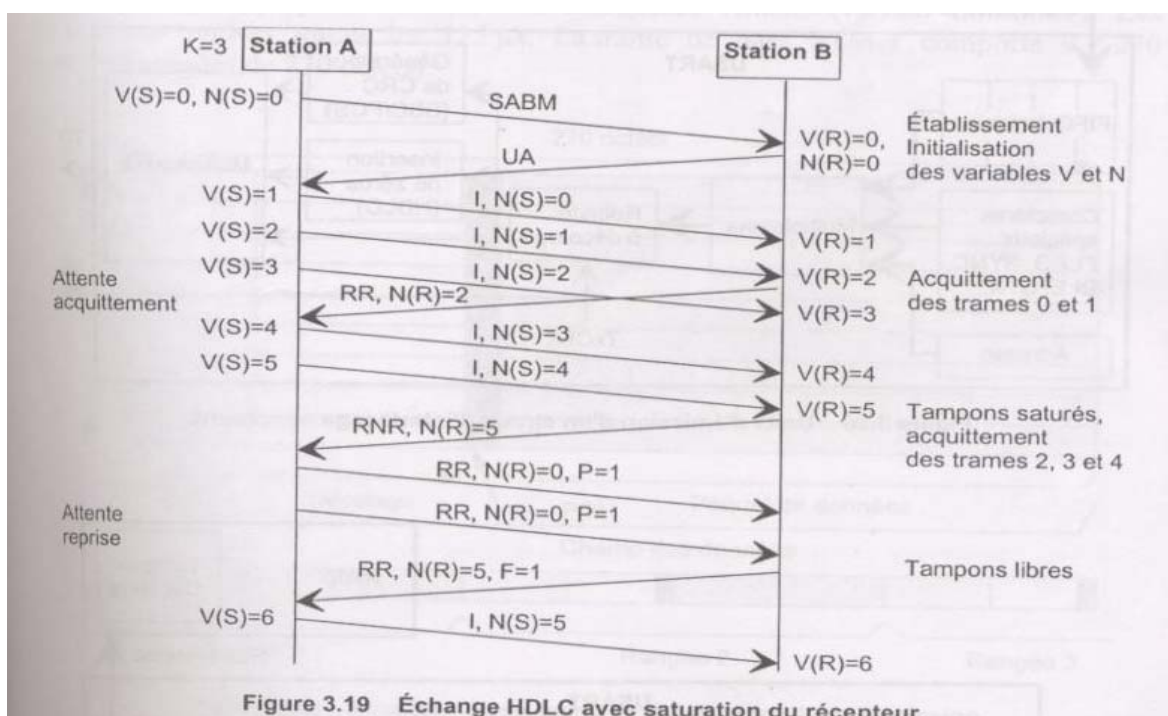 K=3
Station A
Station B
V(S)=0, N(S)=0
SABM
V(R)=0,
N(R)=0
Établissement
Initialisation
des variables V et N
UA
V(S)=1
I, N(S)=0
V(S)=2
I, N(S)=1
V(R)=1
V(S)=3
I, N(S)=2
V(R)=2
Attente
acquittement
RR, N(R)=2
V(R)=3
Acquittement
des trames 0 et 1
V(S)=4
I, N(S)=3
V(R)=4
V(S)=5
I, N(S)=4
V(R)=5
Tampons saturés,
acquittement
des trames 2, 3 et 4
RNR, N(R)=5
RR, N(R)=0, P=1
Attente
reprise
RR, N(R)=0, P=1
RR, N(R)=5, F=1
Tampons libres
V(S)=6
I, N(S)=5
V(R)=6
Figure 3.19 Échange HDLC avec saturation du récepteur